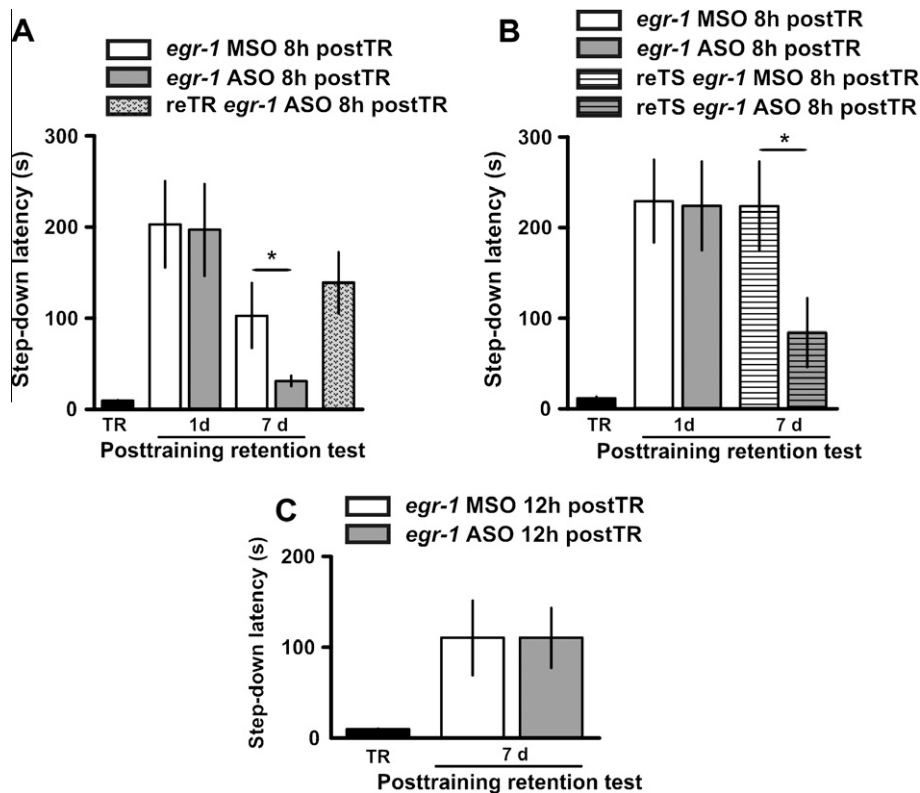 A
egr-1 MSO 8h postTR
egr-1 ASO 8h postTR
reTR egr-1 ASO 8h postTR
Step-down latency (s)
300
200
100
0
TR
1d
7 d
Posttraining retention test
B
egr-1 MSO 8h postTR
egr-1 ASO 8h postTR
reTS egr-1 MSO 8h postTR
reTS egr-1 ASO 8h postTR
Step-down latency (s)
300
200
100
0
TR
1d
7 d
Posttraining retention test
*
*
C
egr-1 MSO 12h postTR
egr-1 ASO 12h postTR
Step-down latency (s)
200
100
0
TR
7 d
Posttraining retention test